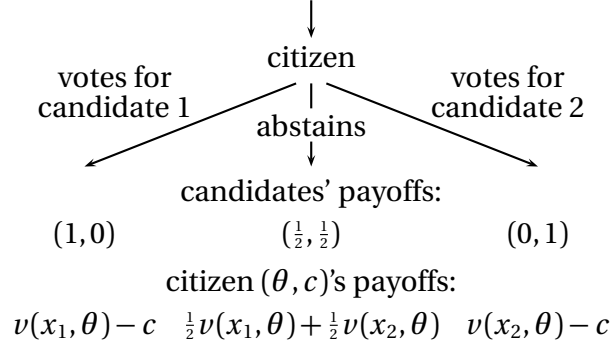 citizen
votes for
candidate 1
votes for
candidate 2
abstains
candidates' payoffs:
(1,0) (½, ½) (0,1)
citizen (θ,c)'s payoffs:
v(x₁,θ) − c ½v(x₁,θ) + ½v(x₂,θ) v(x₂,θ) − c